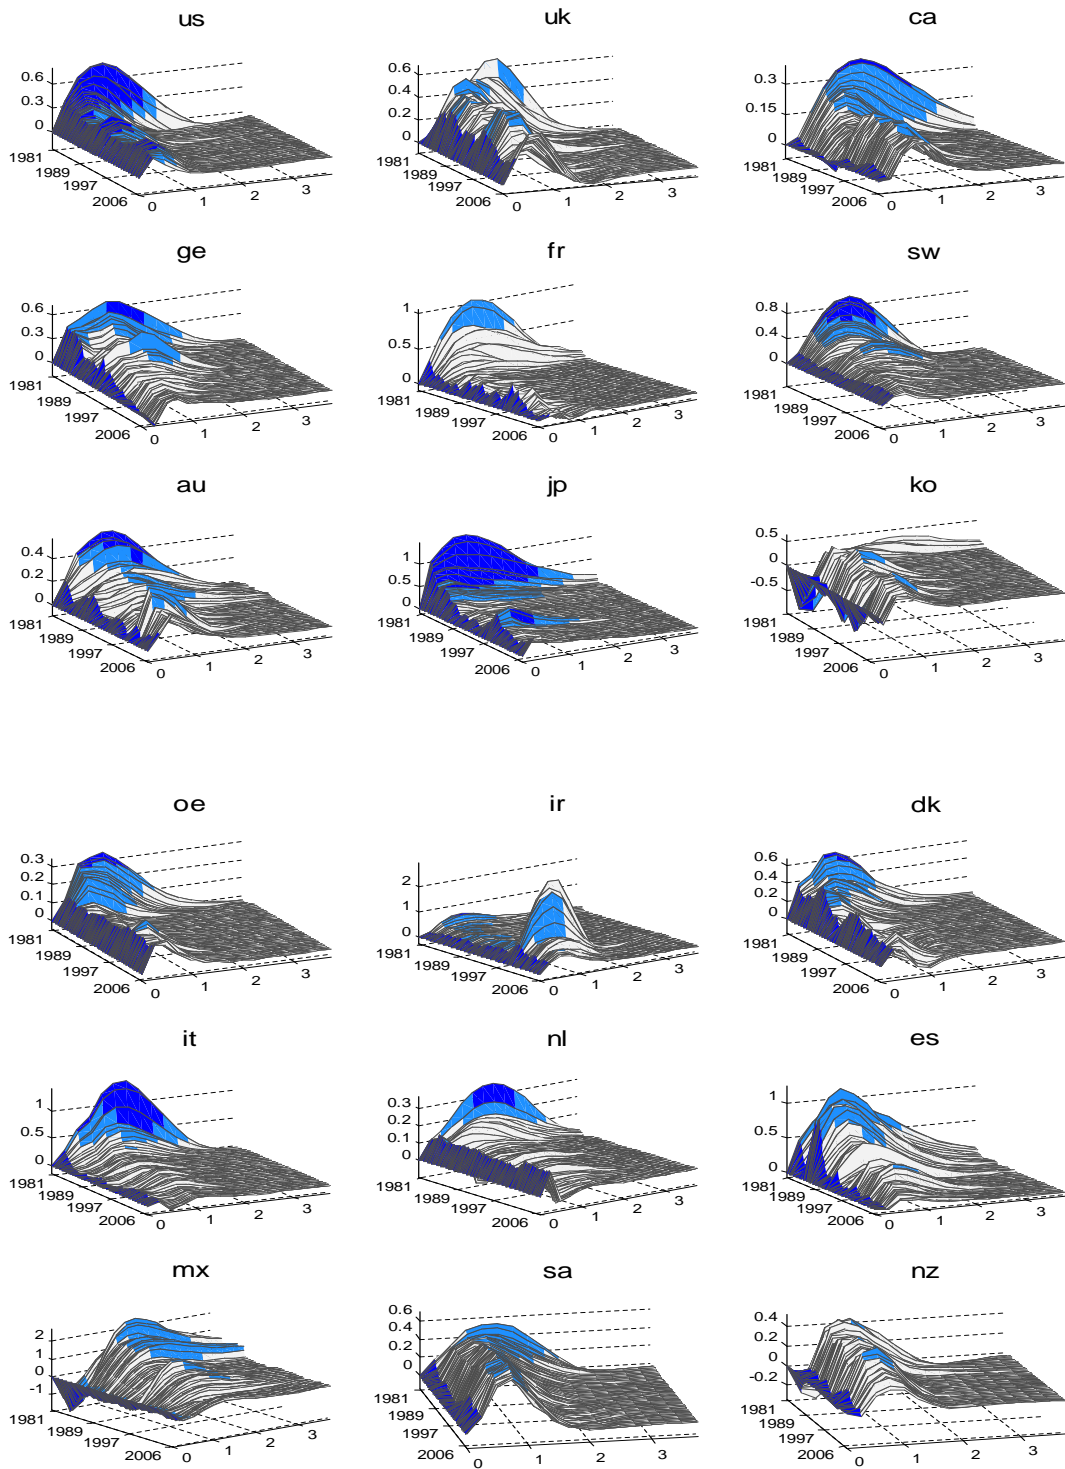 us uk ca
0.6 0.3 0 1981 1989 1997 2006 0 1 2 3
0.6 0.4 0.2 0 1981 1989 1997 2006 0 1 2 3
0.3 0.15 0 1981 1989 1997 2006 0 1 2 3
ge fr sw
0.6 0.3 0 1981 1989 1997 2006 0 1 2 3
1 0.5 0 1981 1989 1997 2006 0 1 2 3
0.8 0.4 0 1981 1989 1997 2006 0 1 2 3
au jp ko
0.4 0.2 0 1981 1989 1997 2006 0 1 2 3
1 0.5 0 1981 1989 1997 2006 0 1 2 3
0.5 0 -0.5 1981 1989 1997 2006 0 1 2 3
oe ir dk
0.3 0.2 0.1 0 1981 1989 1997 2006 0 1 2 3
2 1 0 1981 1989 1997 2006 0 1 2 3
0.6 0.4 0.2 0 1981 1989 1997 2006 0 1 2 3
it nl es
1 0.5 0 1981 1989 1997 2006 0 1 2 3
0.3 0.2 0.1 0 1981 1989 2006 0 1 2 3
1 0.5 0 1981 1989 1997 2006 0 1 2 3
mx sa nz
2 1 0 -1 1981 1989 1997 2006 0 1 2 3
0.6 0.4 0.2 0 1981 1989 1997 2006 0 1 2 3
0.4 0.2 0 -0.2 1981 1989 1997 2006 0 1 2 3